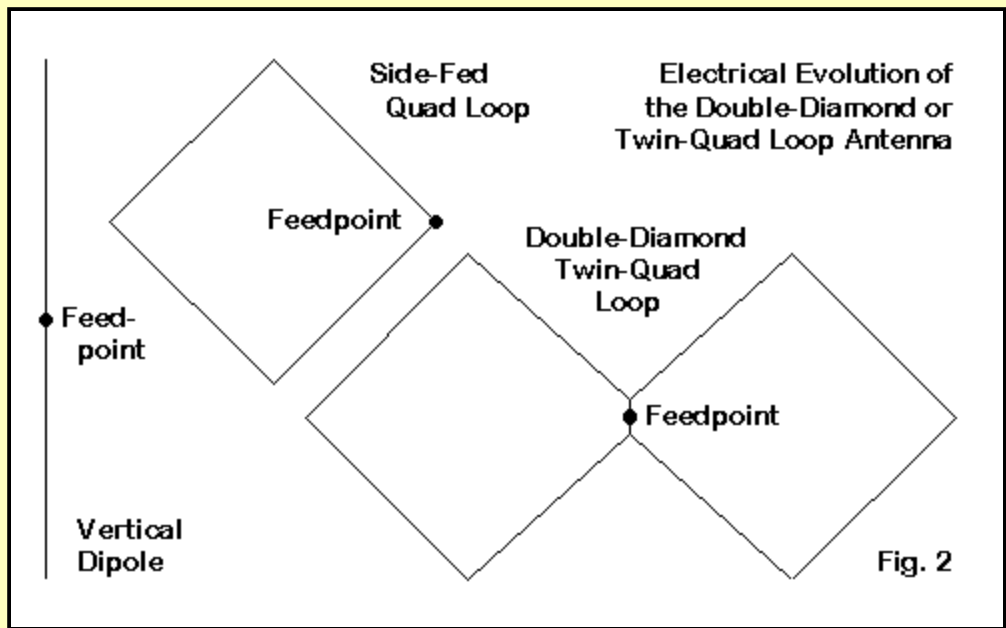 Side-Fed
Quad Loop
Electrical Evolution of
the Double-Diamond or
Twin-Quad Loop Antenna
Feedpoint
Double-Diamond
Twin-Quad
Loop
Feed-
point
Feedpoint
Vertical
Dipole
Fig. 2